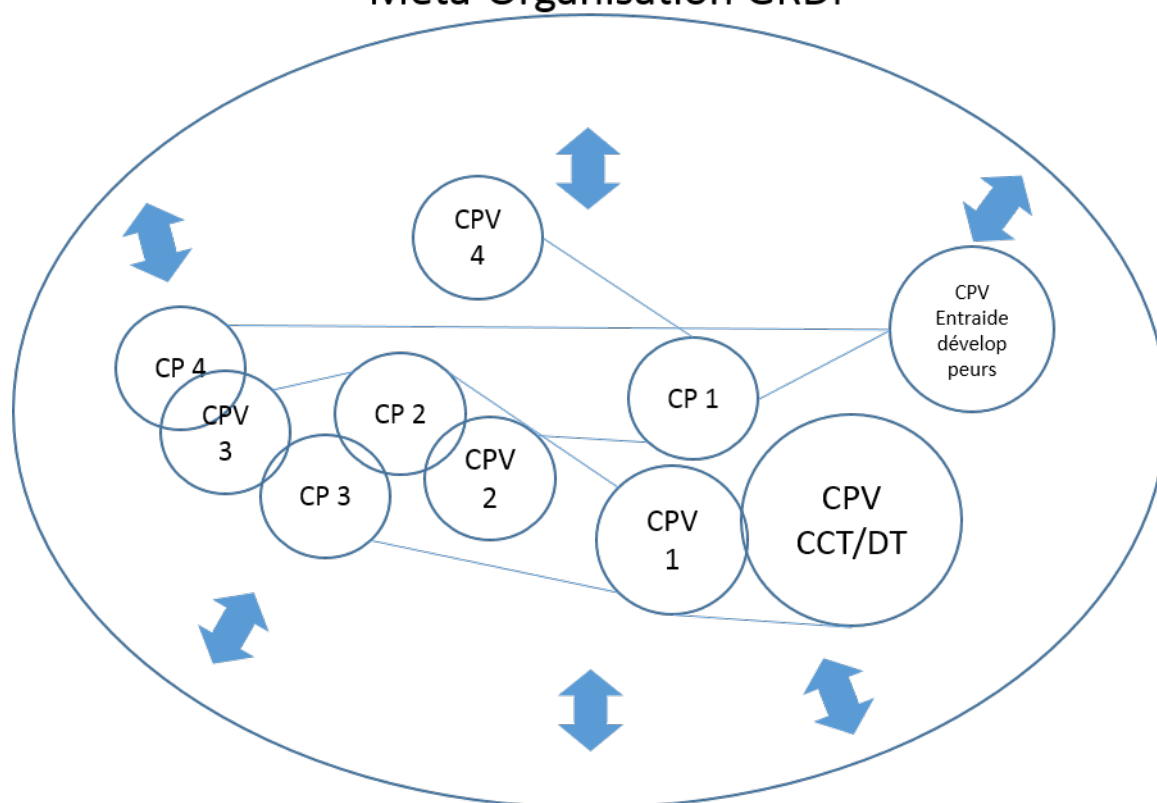 CPV
4
CPV
Entraide
dévelop
peurs
CP 4
CPV
3
CP 2
CP 1
CP 3
CPV
2
CPV
1
CPV
CCT/DT